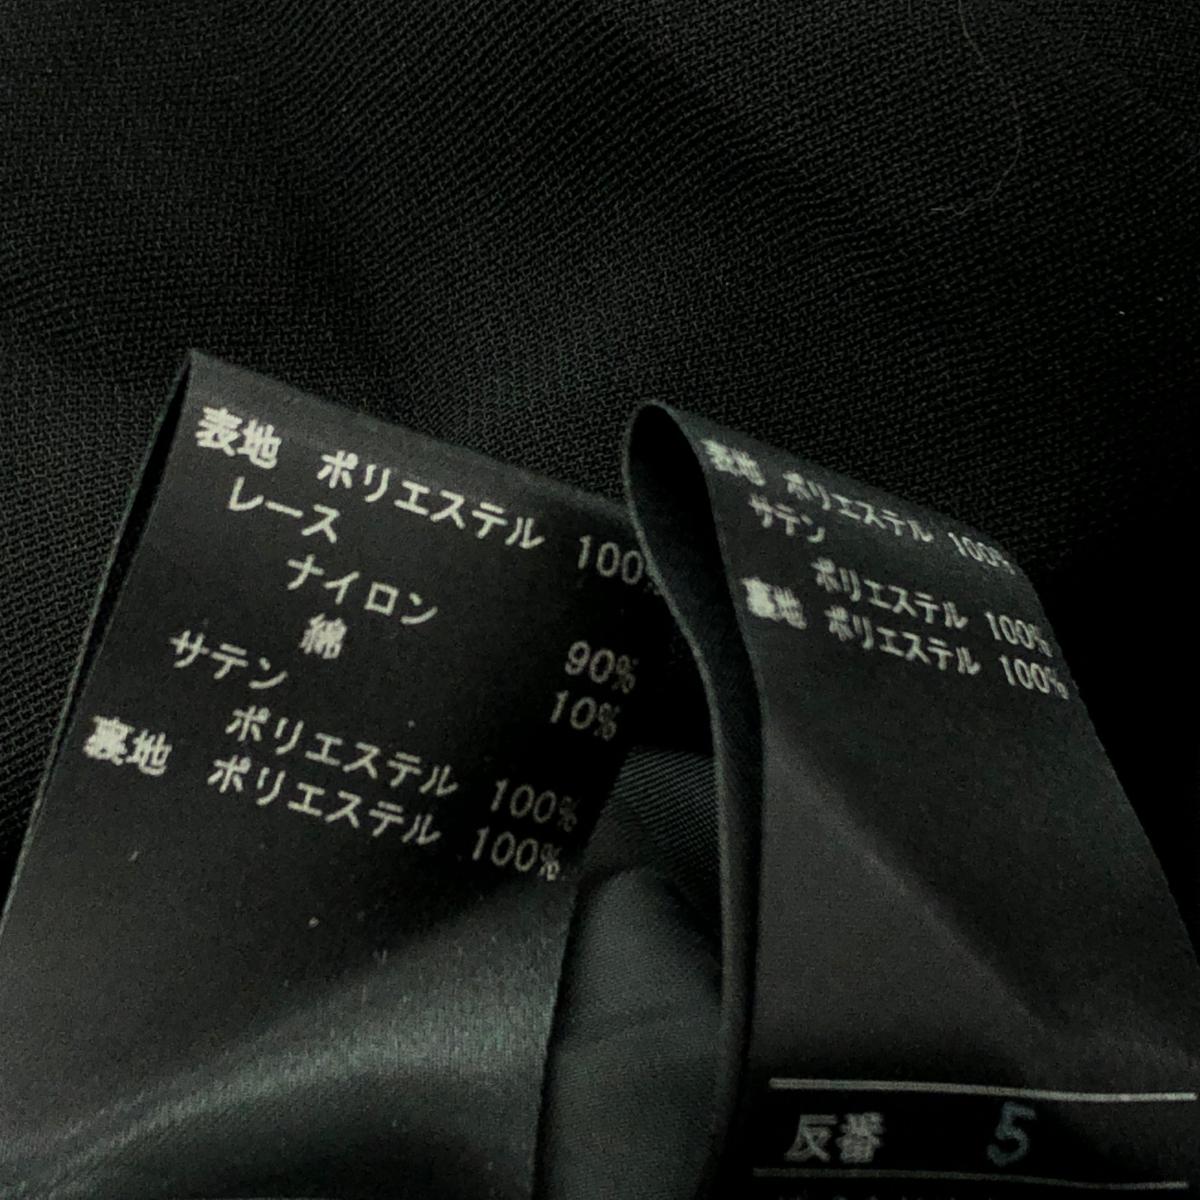 表地 ポリエステル 100%
レース
ナイロン 90%
綿 10%
サテン
ポリエステル 100%
裏地 ポリエステル 100%
表地 ポリエステル 100%
サテン
ポリエステル 100%
裏地 ポリエステル 100%
反番 5